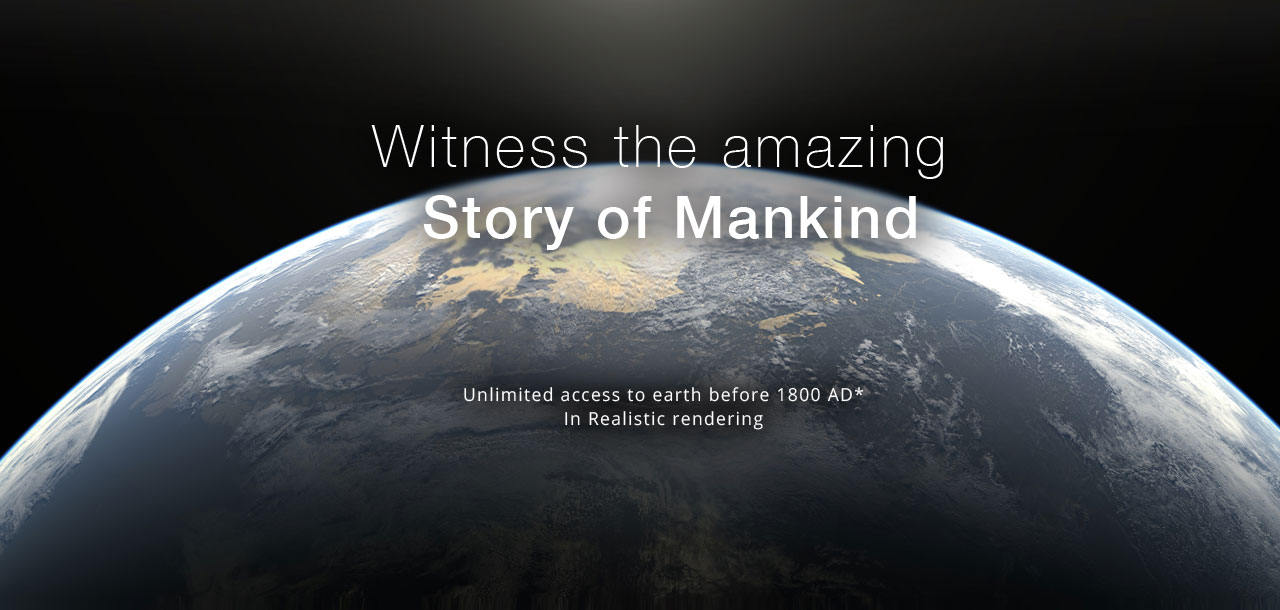 Witness the amazing
Story of Mankind
Unlimited access to earth before 1800 AD*
In Realistic rendering